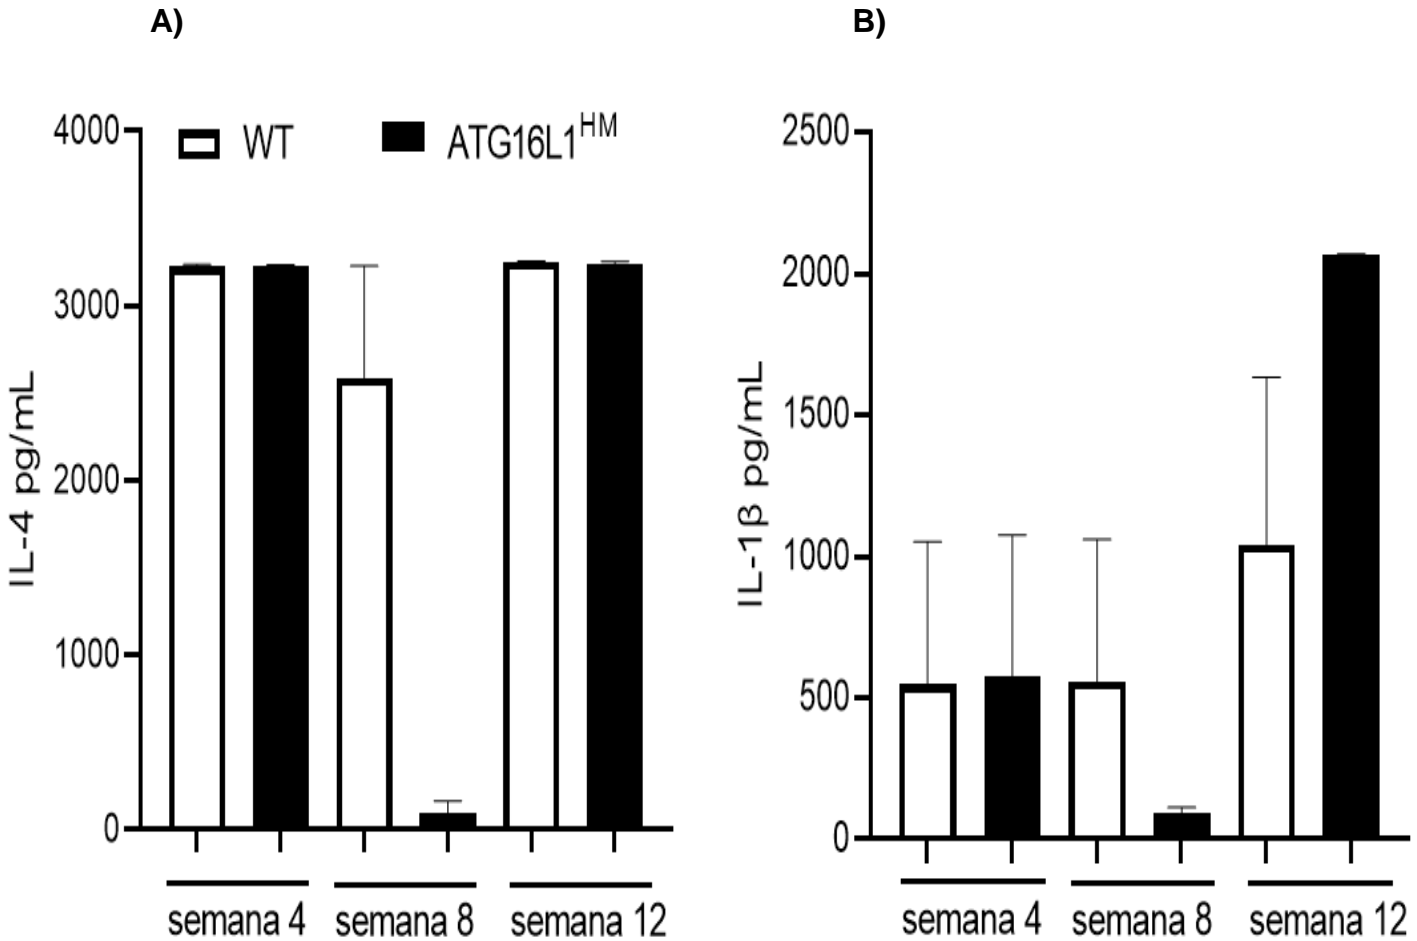 A)
WT
ATG16L1HM
4000
3000
2000
1000
0
IL-4 pg/mL
semana 4
semana 8
semana 12
B)
2500
2000
1500
1000
500
0
IL-1β pg/mL
semana 4
semana 8
semana 12